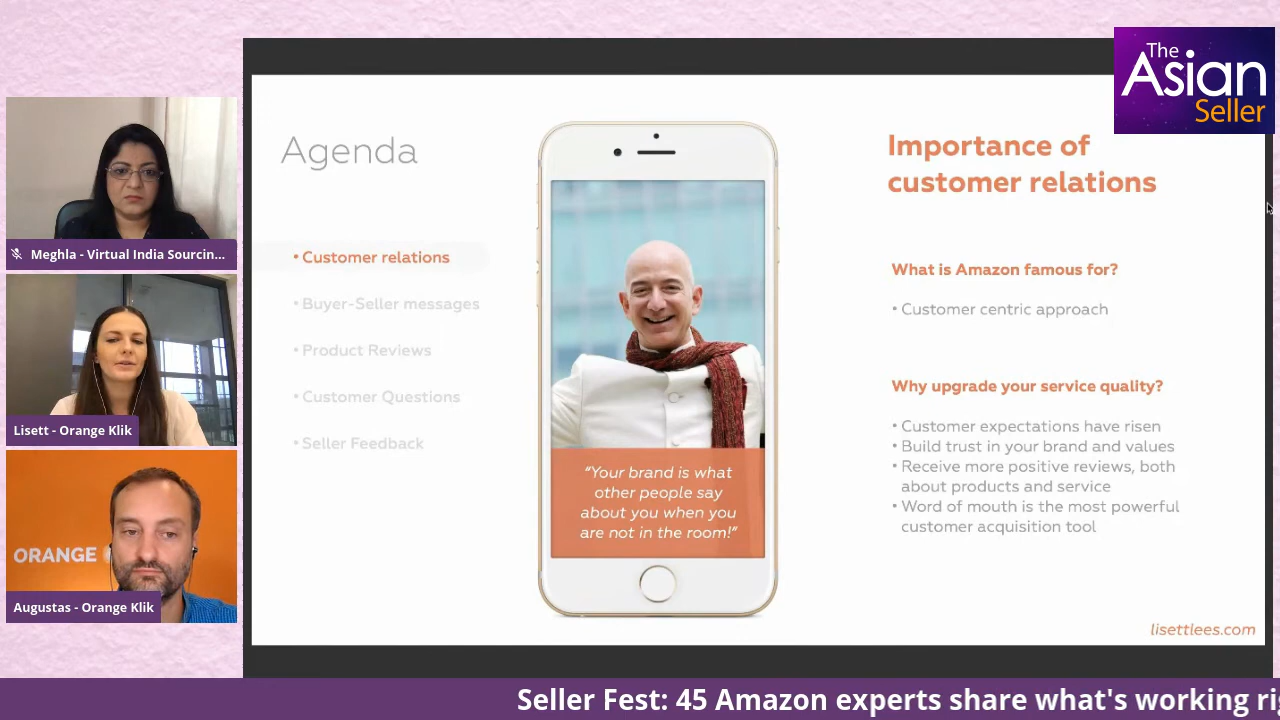 The
Asian
Seller
Meghla - Virtual India Sourcin...
Lisett - Orange Klik
ORANGE
Augustas - Orange Klik
Agenda
• Customer relations
• Buyer-Seller messages
• Product Reviews
• Customer Questions
• Seller Feedback
“Your brand is what
other people say
about you when you
are not in the room!“
Importance of
customer relations
What is Amazon famous for?
• Customer centric approach
Why upgrade your service quality?
• Customer expectations have risen
• Build trust in your brand and values
• Receive more positive reviews, both
about products and service
• Word of mouth is the most powerful
customer acquisition tool
lisettlees.com
Seller Fest: 45 Amazon experts share what's working